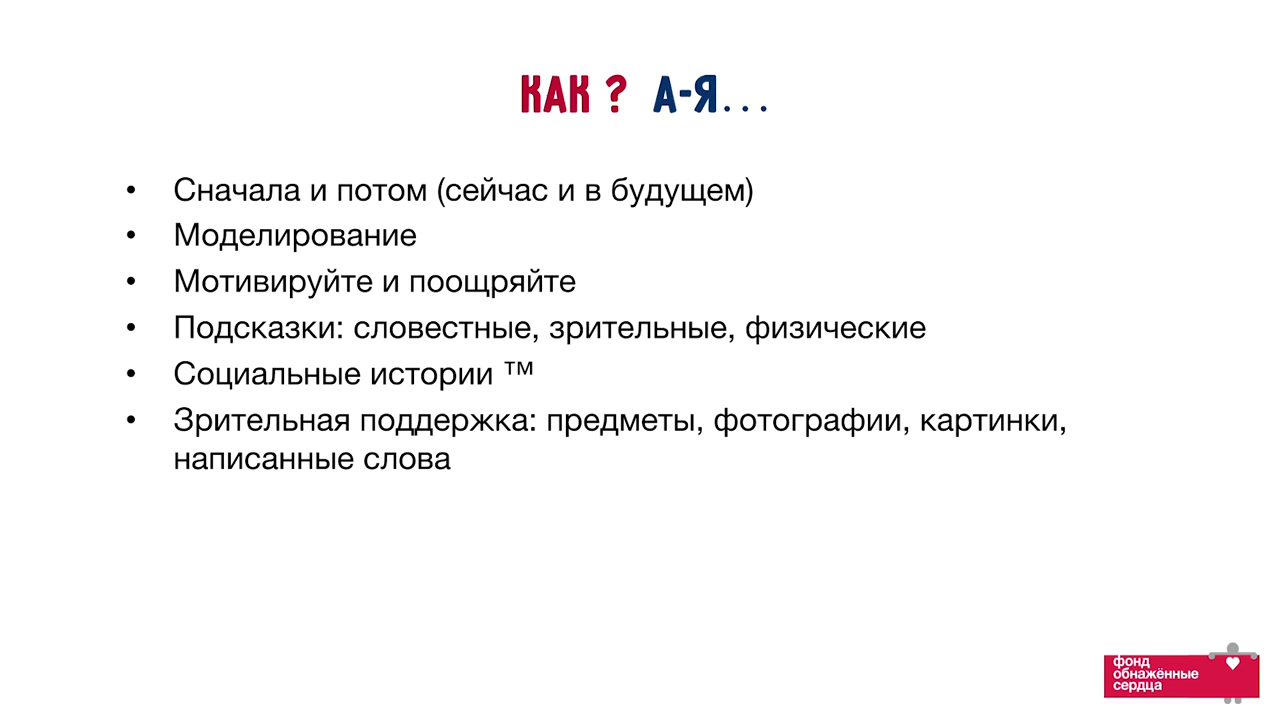 КАК ? А-Я...
• Сначала и потом (сейчас и в будущем)
• Моделирование
• Мотивируйте и поощряйте
• Подсказки: словестные, зрительные, физические
• Социальные истории ™
• Зрительная поддержка: предметы, фотографии, картинки,
написанные слова
фонд
обнажённые
сердца